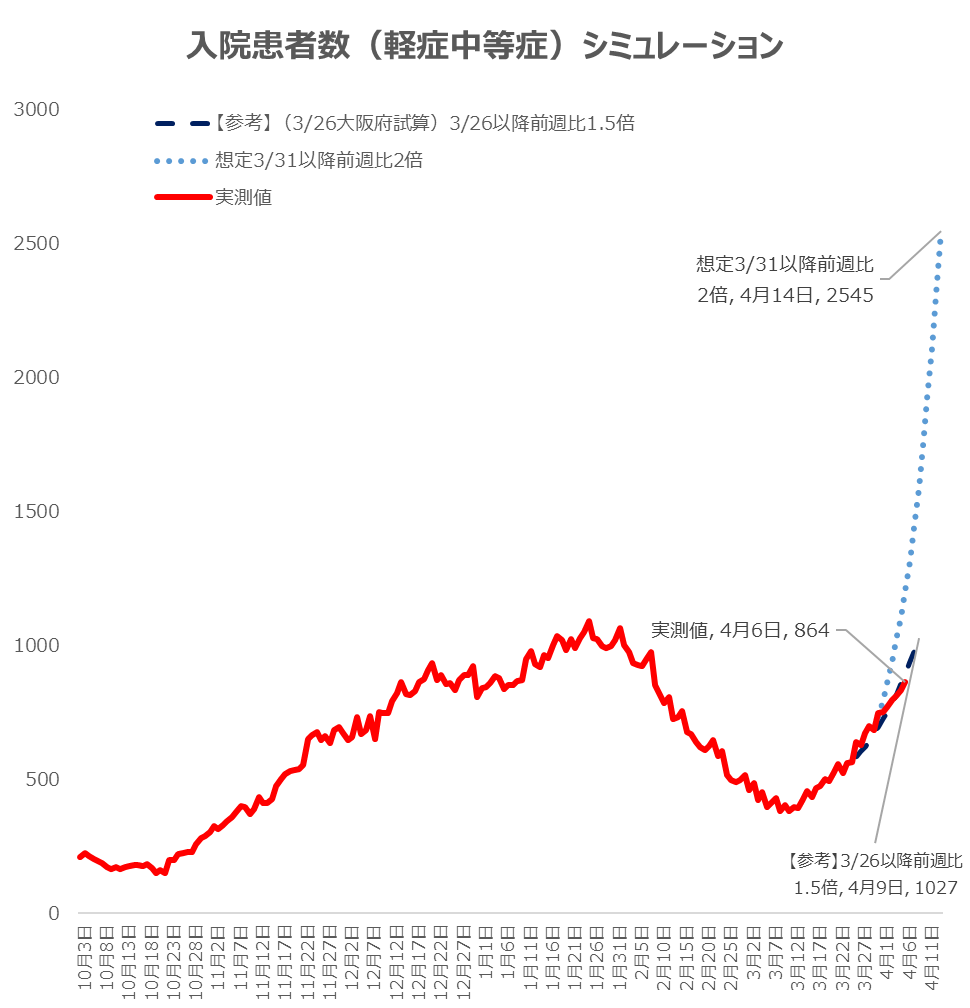 入院患者数（軽症中等症）シミュレーション
3000
2500
2000
1500
1000
500
0
【参考】（3/26大阪府試算）3/26以降前週比1.5倍
想定3/31以降前週比2倍
実測値
想定3/31以降前週比
2倍, 4月14日, 2545
実測値, 4月6日, 864
【参考】3/26以降前週比
1.5倍, 4月9日, 1027
10月3日
10月8日
10月13日
10月18日
10月23日
10月28日
11月2日
11月7日
11月12日
11月17日
11月22日
11月27日
12月2日
12月7日
12月12日
12月17日
12月22日
12月27日
1月1日
1月6日
1月11日
1月16日
1月21日
1月26日
1月31日
2月5日
2月10日
2月15日
2月20日
2月25日
3月2日
3月7日
3月12日
3月17日
3月22日
3月27日
4月1日
4月6日
4月11日